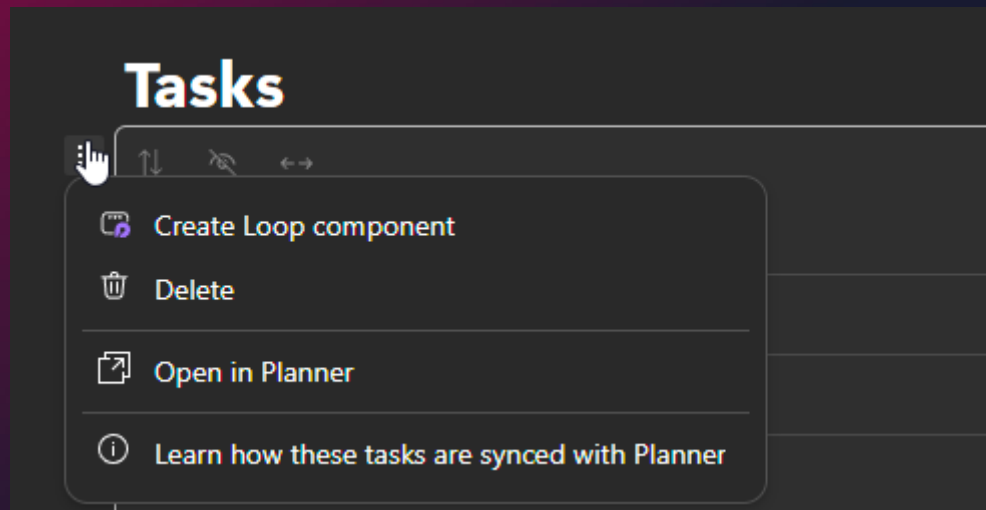 Tasks
Create Loop component
Delete
Open in Planner
Learn how these tasks are synced with Planner